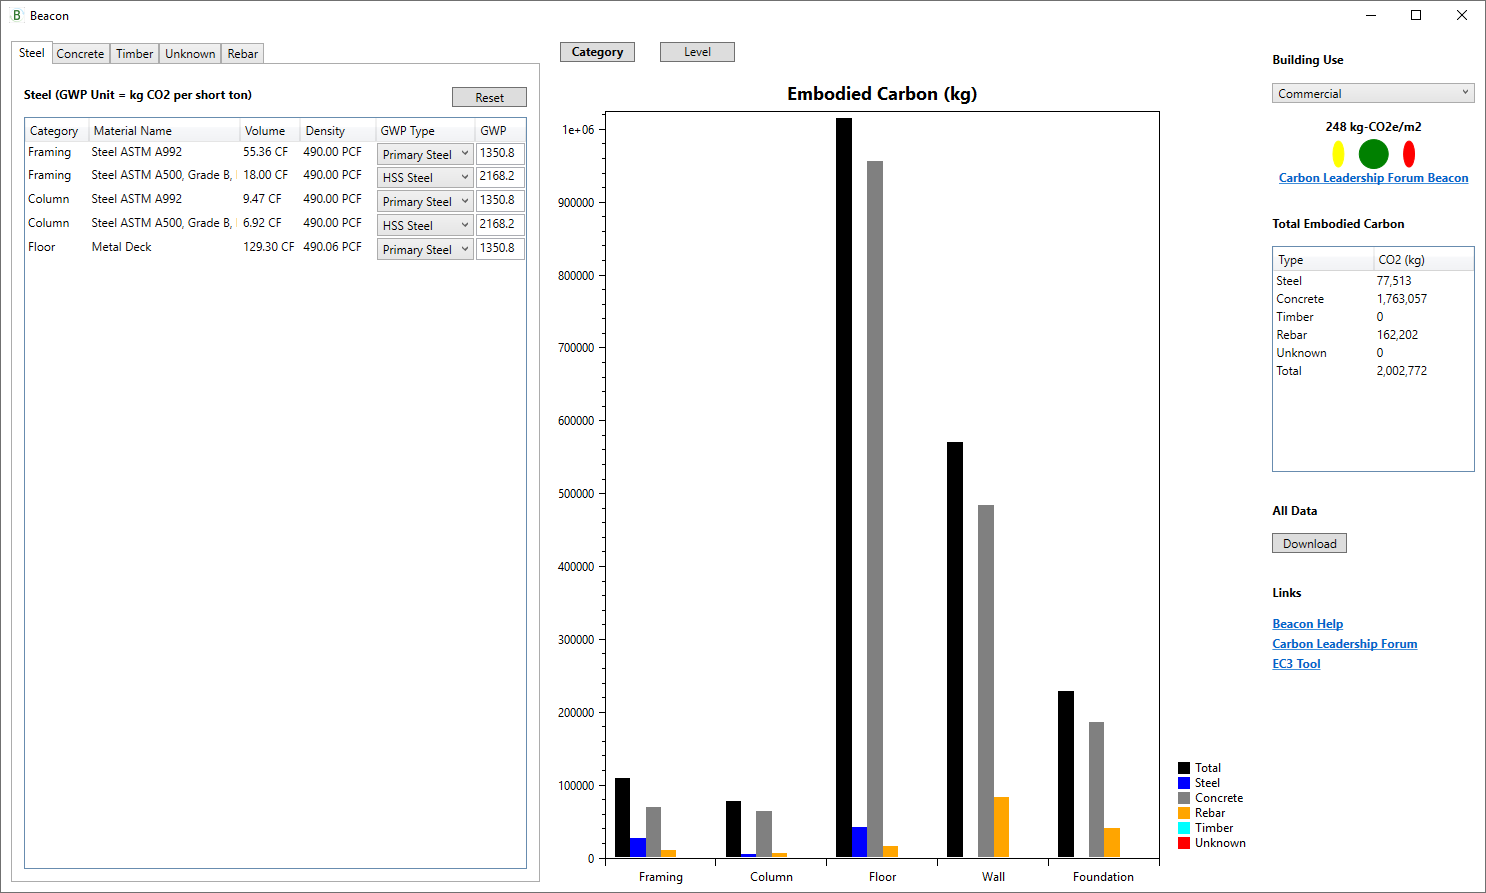 B Beacon
Steel Concrete Timber Unknown Rebar
Steel (GWP Unit = kg CO2 per short ton)
Reset
Category Material Name Volume Density GWP Type GWP
Framing Steel ASTM A992 55.36 CF 490.00 PCF Primary Steel 1350.8
Framing Steel ASTM A500, Grade B, 18.00 CF 490.00 PCF HSS Steel 2168.2
Column Steel ASTM A992 9.47 CF 490.00 PCF Primary Steel 1350.8
Column Steel ASTM A500, Grade B, 6.92 CF 490.00 PCF HSS Steel 2168.2
Floor Metal Deck 129.30 CF 490.06 PCF Primary Steel 1350.8
Category Level
Embodied Carbon (kg)
1e+06
900000
800000
700000
600000
500000
400000
300000
200000
100000
0
Framing Column Floor Wall Foundation
Total
Steel
Concrete
Rebar
Timber
Unknown
Building Use
Commercial
248 kg-CO2e/m2
Carbon Leadership Forum Beacon
Total Embodied Carbon
Type CO2 (kg)
Steel 77,513
Concrete 1,763,057
Timber 0
Rebar 162,202
Unknown 0
Total 2,002,772
All Data
Download
Links
Beacon Help
Carbon Leadership Forum
EC3 Tool